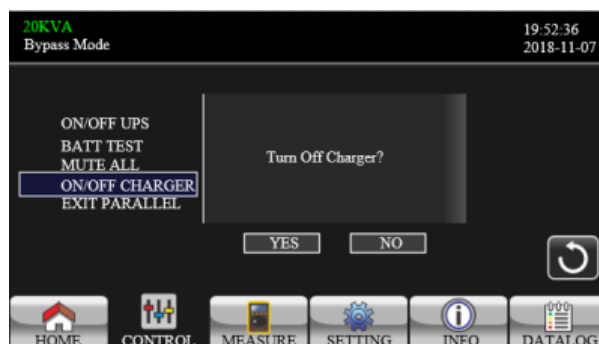 20KVA
Bypass Mode
19:52:36
2018-11-07
ON/OFF UPS
BATT TEST
MUTE ALL
ON/OFF CHARGER
EXIT PARALLEL
Turn Off Charger?
YES
NO
HOME
CONTROL
MEASURE
SETTING
INFO
DATALOG